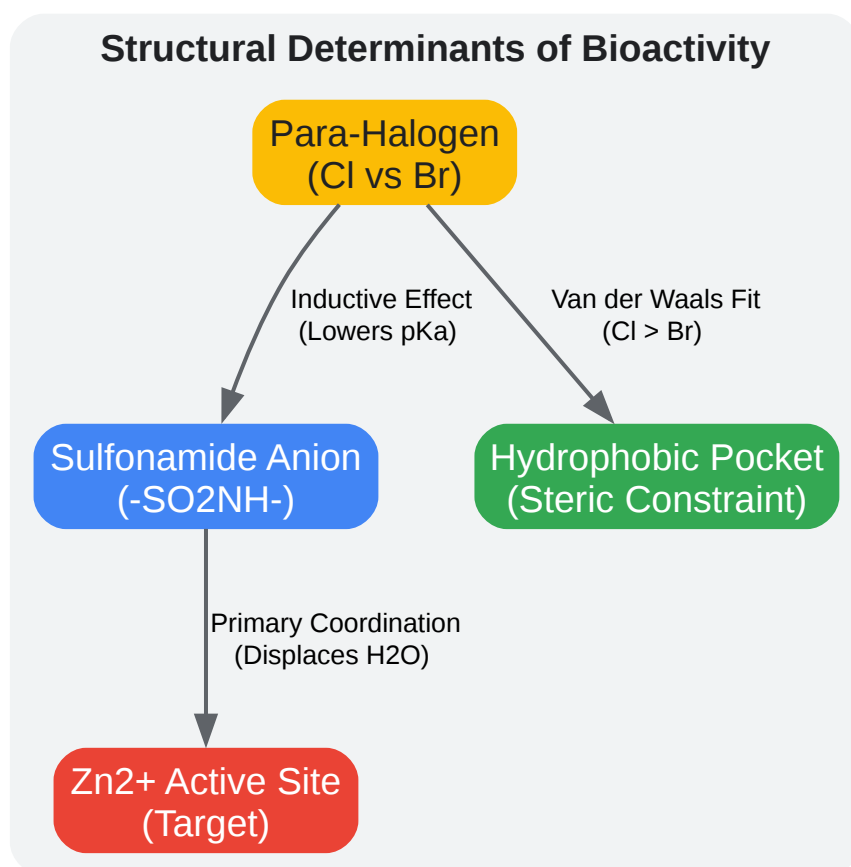 Structural Determinants of Bioactivity
Para-Halogen
(Cl vs Br)
Inductive Effect
(Lowers pKa)
Van der Waals Fit
(Cl > Br)
Sulfonamide Anion
(-SO2NH-)
Hydrophobic Pocket
(Steric Constraint)
Primary Coordination
(Displaces H2O)
Zn2+ Active Site
(Target)